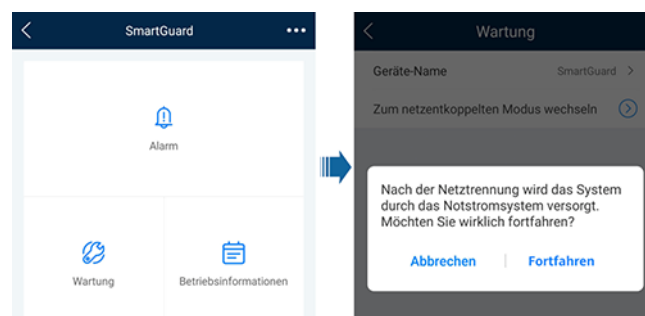 SmartGuard
Alarm
Wartung
Betriebsinformationen
Wartung
Geräte-Name SmartGuard
Zum netzentkoppelten Modus wechseln
Nach der Netztrennung wird das System
durch das Notstromsystem versorgt.
Möchten Sie wirklich fortfahren?
Abbrechen Fortfahren